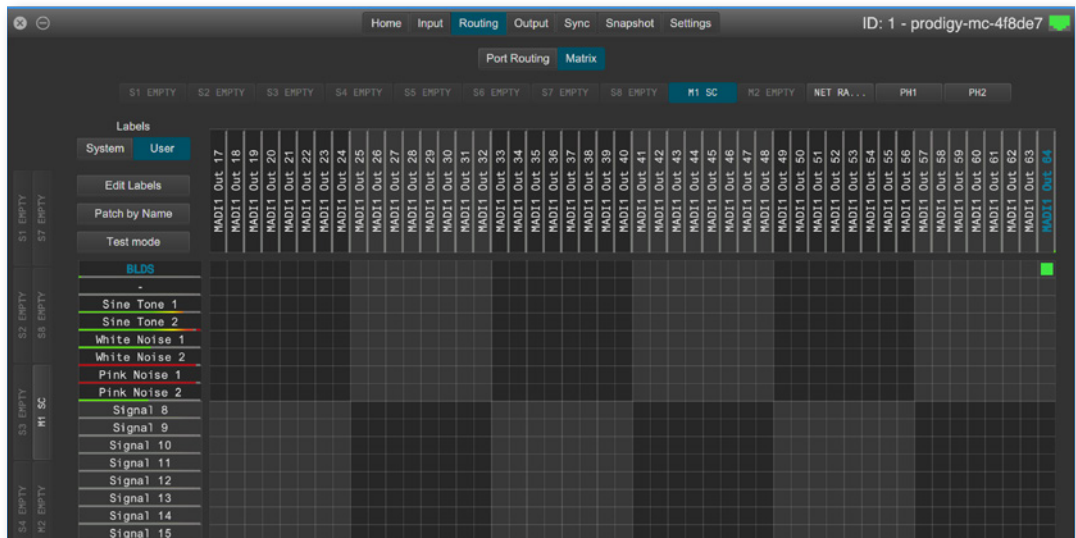 Home Input Routing Output Sync Snapshot Settings
ID: 1 - prodigy-mc-4f8de7
Port Routing Matrix
S1 EMPTY S2 EMPTY S3 EMPTY S4 EMPTY S5 EMPTY S6 EMPTY S7 EMPTY S8 EMPTY M1 SC M2 EMPTY NET RA... PH1 PH2
Labels
System User
Edit Labels
Patch by Name
Test mode
MADI1 Out 17
MADI1 Out 18
MADI1 Out 19
MADI1 Out 20
MADI1 Out 21
MADI1 Out 22
MADI1 Out 23
MADI1 Out 24
MADI1 Out 25
MADI1 Out 26
MADI1 Out 27
MADI1 Out 28
MADI1 Out 29
MADI1 Out 30
MADI1 Out 31
MADI1 Out 32
MADI1 Out 33
MADI1 Out 34
MADI1 Out 35
MADI1 Out 36
MADI1 Out 37
MADI1 Out 38
MADI1 Out 39
MADI1 Out 40
MADI1 Out 41
MADI1 Out 42
MADI1 Out 43
MADI1 Out 44
MADI1 Out 45
MADI1 Out 46
MADI1 Out 47
MADI1 Out 48
MADI1 Out 49
MADI1 Out 50
MADI1 Out 51
MADI1 Out 52
MADI1 Out 53
MADI1 Out 54
MADI1 Out 55
MADI1 Out 56
MADI1 Out 57
MADI1 Out 58
MADI1 Out 59
MADI1 Out 60
MADI1 Out 61
MADI1 Out 62
MADI1 Out 63
MADI1 Out 64
S1 EMPTY
S7 EMPTY
S2 EMPTY
S8 EMPTY
S3 EMPTY
M1 SC
S4 EMPTY
M2 EMPTY
BLDS
-
Sine Tone 1
Sine Tone 2
White Noise 1
White Noise 2
Pink Noise 1
Pink Noise 2
Signal 8
Signal 9
Signal 10
Signal 11
Signal 12
Signal 13
Signal 14
Signal 15